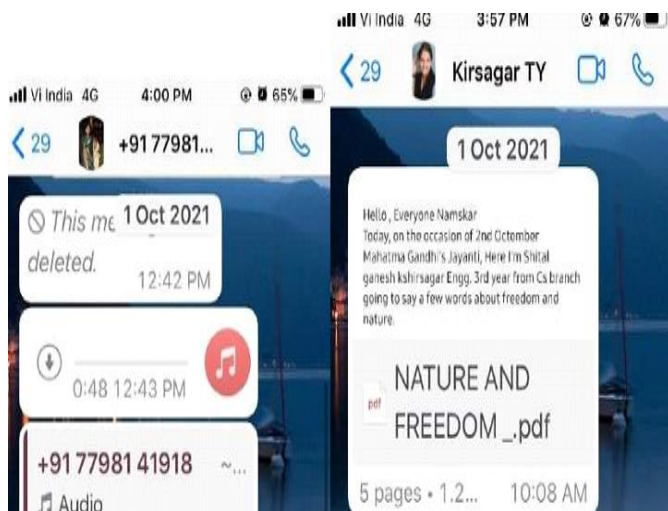 Vi India 4G 4:00 PM 65%
29 +91 77981...
1 Oct 2021
This me
deleted.
12:42 PM
0:48 12:43 PM
+91 77981 41918 ~...
Audio
Vi India 4G 3:57 PM 67%
29 Kirsagar TY
1 Oct 2021
Hello , Everyone Namskar
Today, on the occasion of 2nd Octomber
Mahatma Gandhi's Jayanti, Here I'm Shital
ganesh kshirsagar Engg. 3rd year from Cs branch
going to say a few words about freedom and
nature.
pdf
NATURE AND
FREEDOM _.pdf
5 pages • 1.2... 10:08 AM